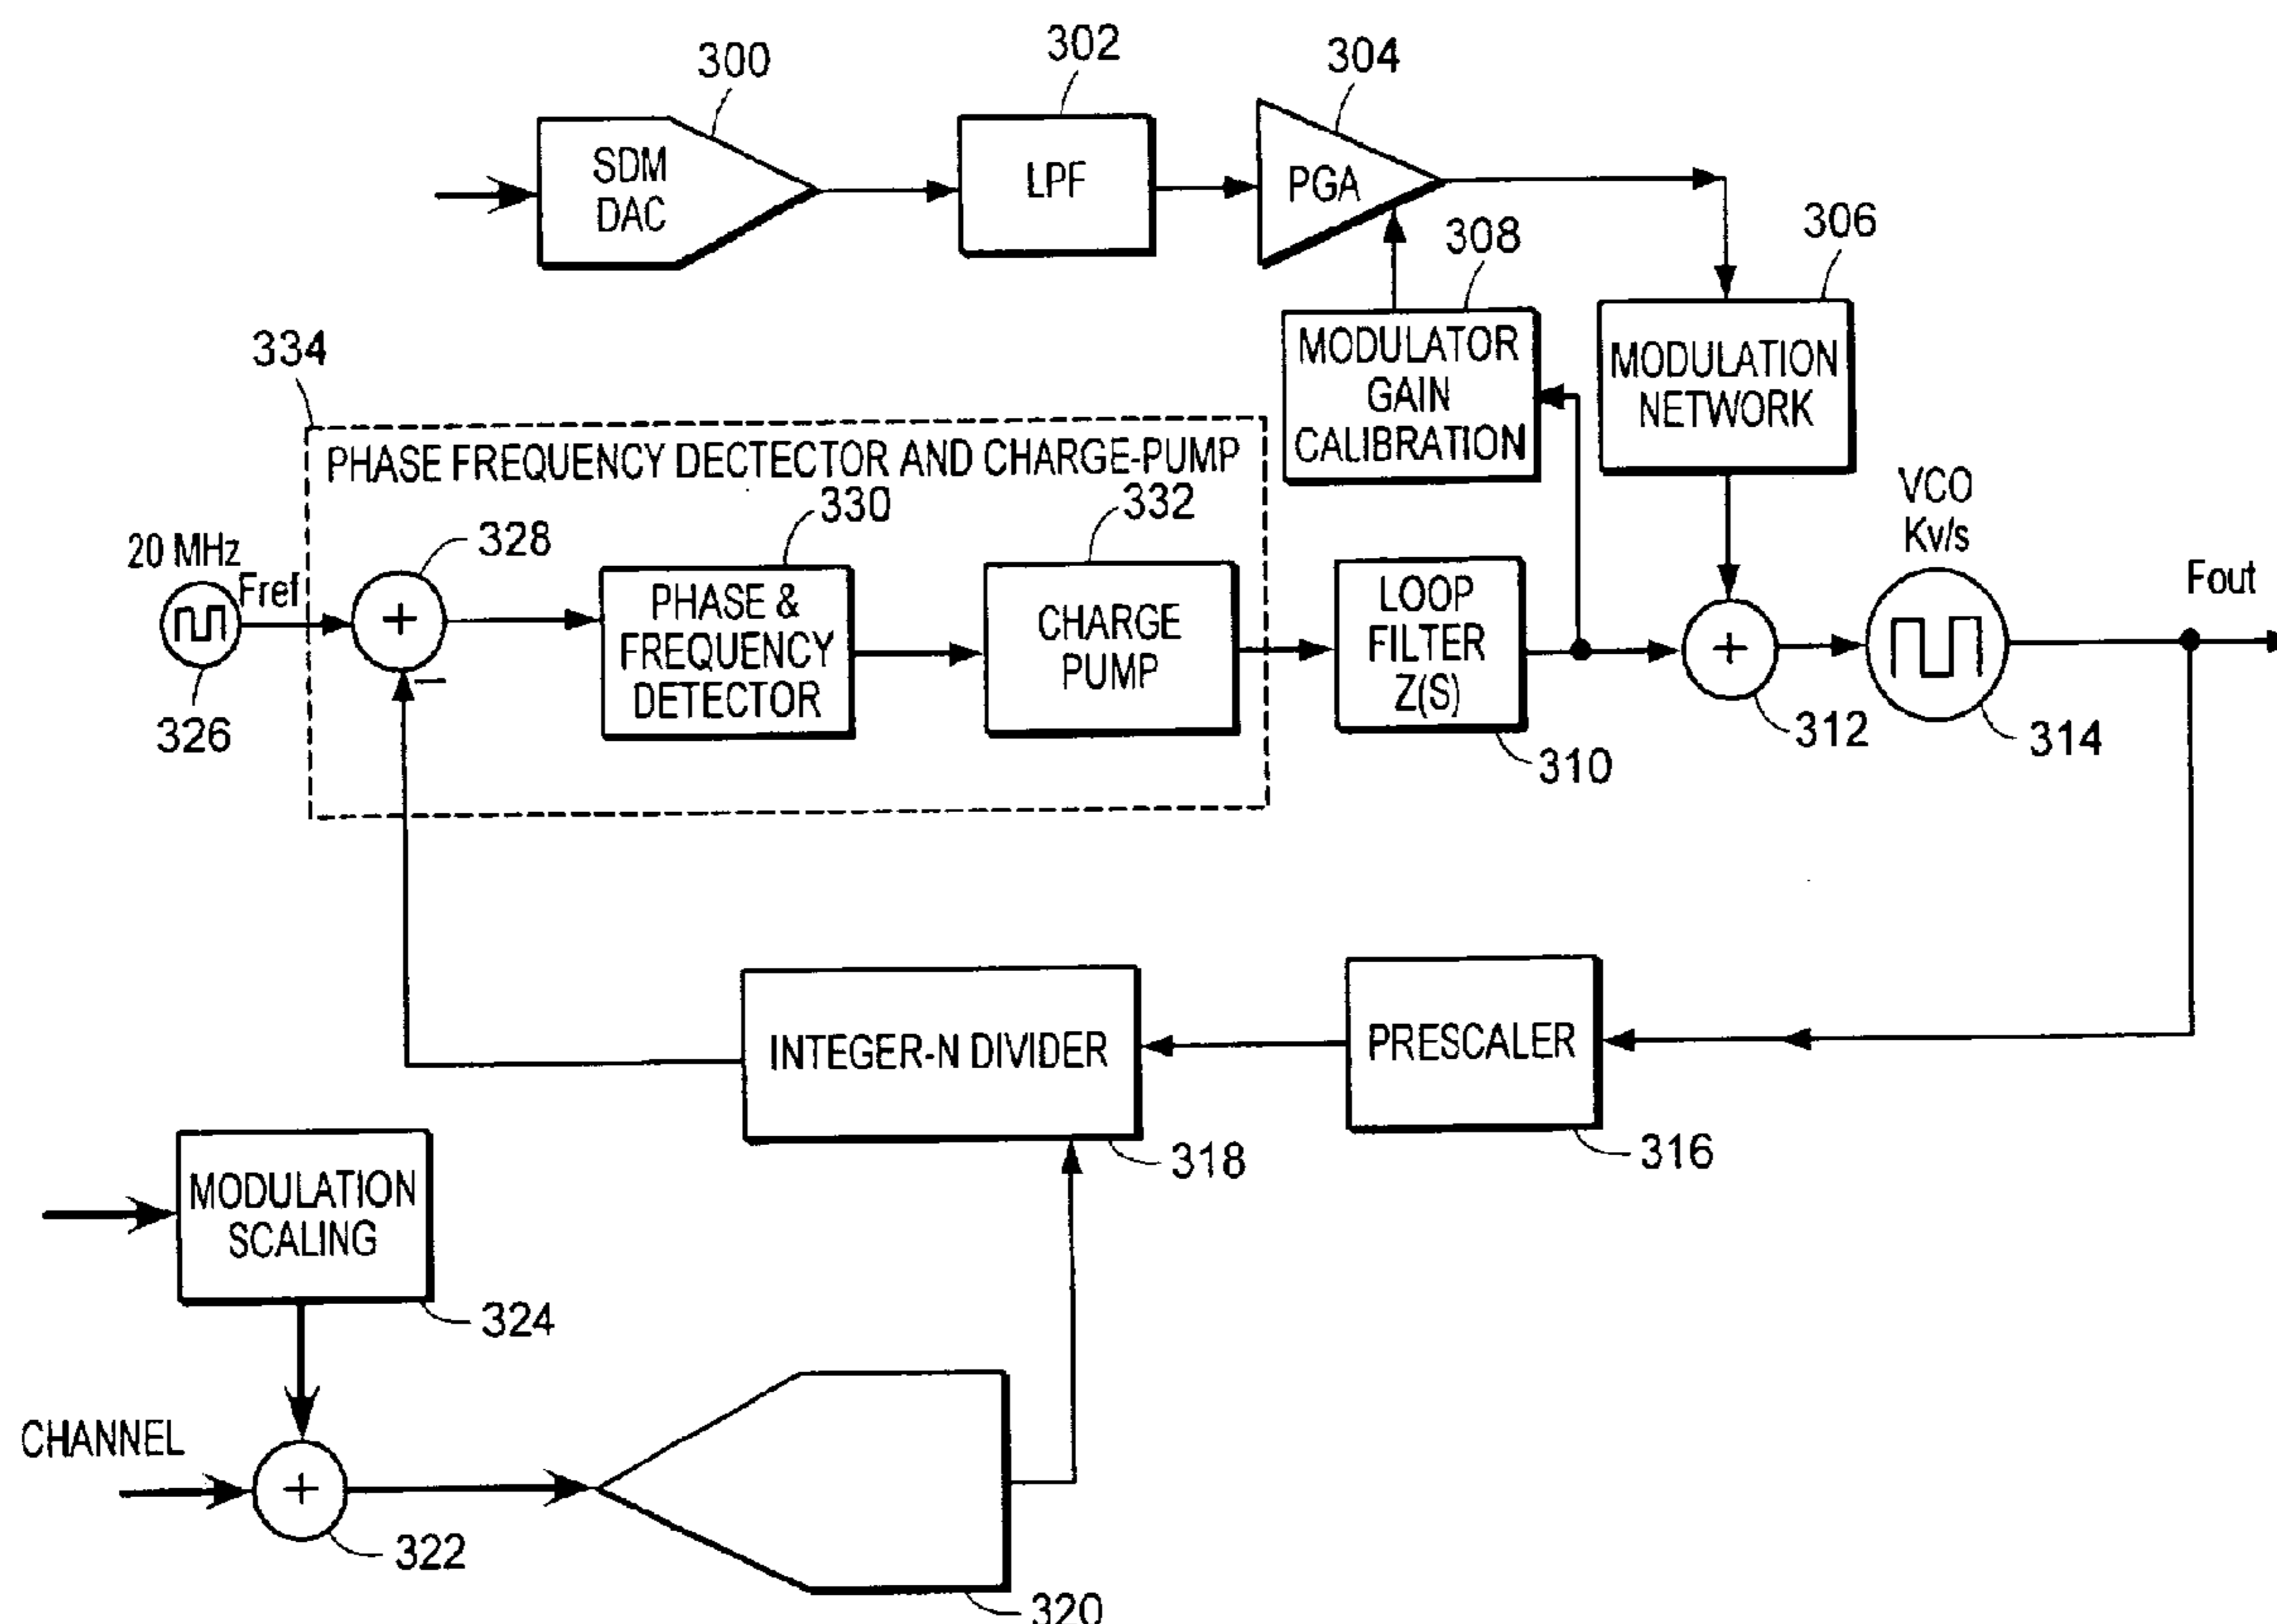 300
302
304
SDM
DAC
LPF
PGA
308
306
MODULATOR
GAIN
CALIBRATION
MODULATION
NETWORK
334
PHASE FREQUENCY DECTECTOR AND CHARGE-PUMP
330
332
VCO
Kv/s
20 MHz
Fref
328
+
−
PHASE &
FREQUENCY
DETECTOR
CHARGE
PUMP
LOOP
FILTER
Z(S)
+
Fout
326
310
312
314
INTEGER-N DIVIDER
PRESCALER
318
316
MODULATION
SCALING
324
CHANNEL
+
322
320